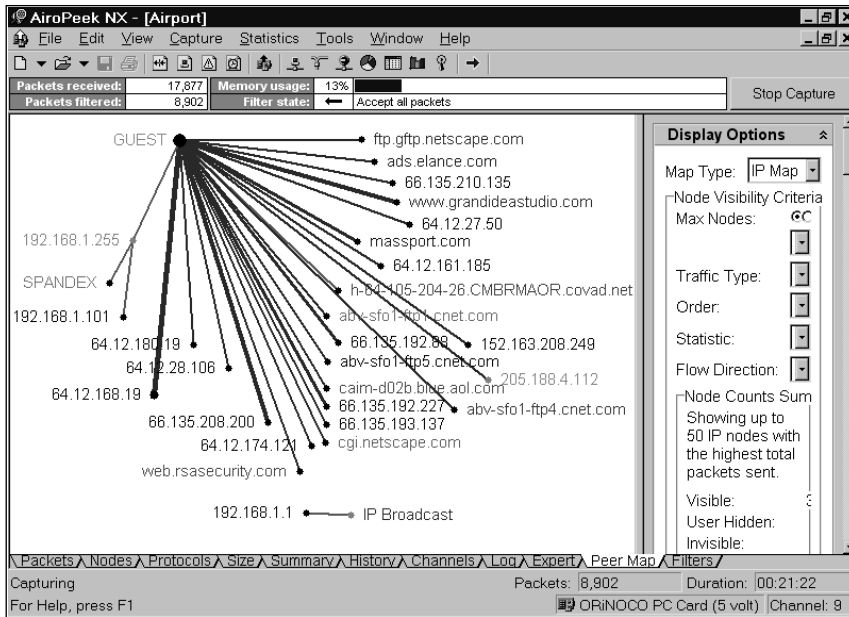 AiroPeek NX - [Airport]
File Edit View Capture Statistics Tools Window Help
Packets received: 17,877 Memory usage: 13%
Packets filtered: 8,902 Filter state: Accept all packets
Stop Capture
GUEST
ftp.gftp.netscape.com
ads.elance.com
66.135.210.135
www.grandideastudio.com
64.12.27.50
192.168.1.255
massport.com
64.12.161.185
SPANDEX
h-64-105-204-26.CMBRMAOR.covad.net
192.168.1.101
abv-sfo1-ftp1.cnet.com
64.12.180.19
66.135.192.88
152.163.208.249
64.12.28.106
abv-sfo1-ftp5.cnet.com
205.188.4.112
64.12.168.19
caim-d02b.blue.aol.com
66.135.192.227
abv-sfo1-ftp4.cnet.com
66.135.208.200
66.135.193.137
64.12.174.121
cgi.netscape.com
web.rsasecurity.com
192.168.1.1
IP Broadcast
Display Options
Map Type: IP Map
Node Visibility Criteria
Max Nodes:
Traffic Type:
Order:
Statistic:
Flow Direction:
Node Counts Sum
Showing up to
50 IP nodes with
the highest total
packets sent.
Visible:
User Hidden:
Invisible:
Packets Nodes Protocols Size Summary History Channels Log Expert Peer Map Filters
Capturing
Packets: 8,902 Duration: 00:21:22
For Help, press F1
ORiNOCO PC Card (5 volt) Channel: 9